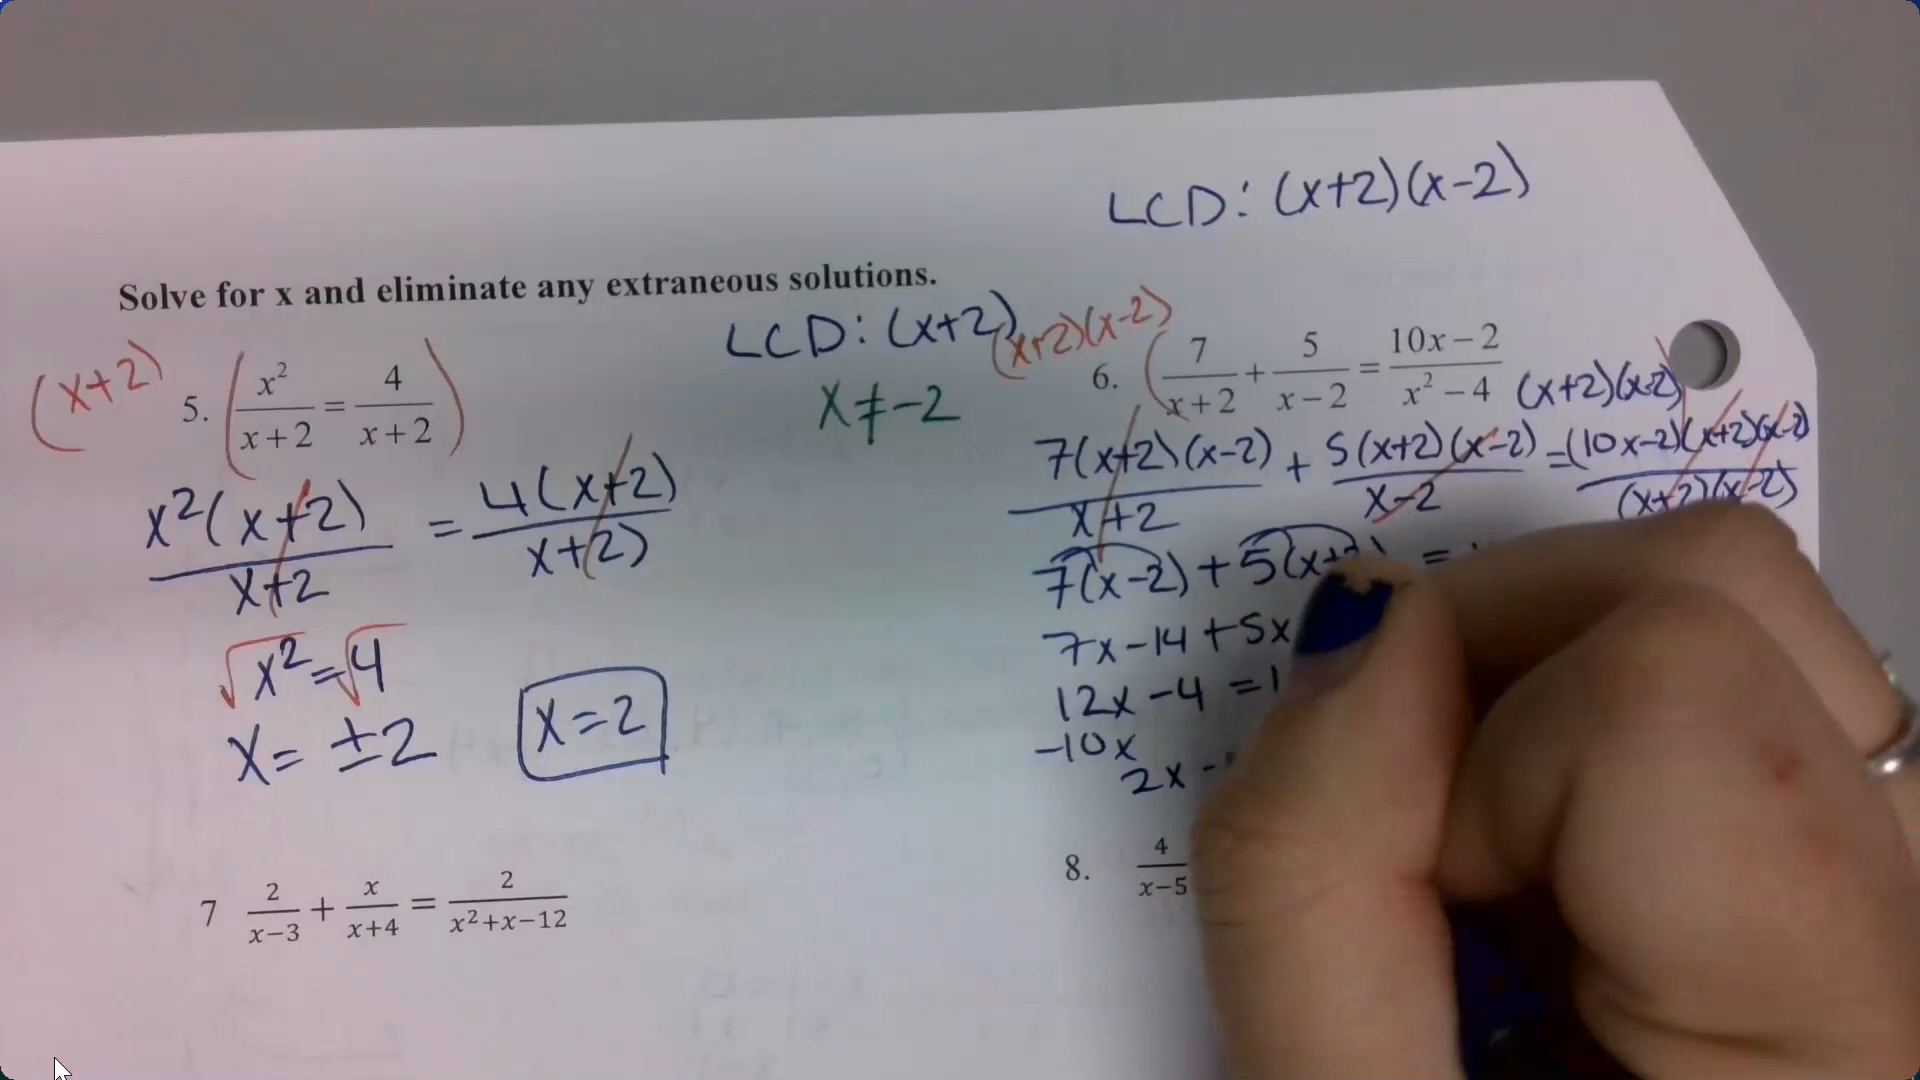 LCD: (x+2)(x-2)
Solve for x and eliminate any extraneous solutions.
LCD: (x+2)
x≠-2
(x+2)
5. (x²/(x+2) = 4/(x+2))
x²(x+2)/(x+2) = 4(x+2)/(x+2)
√x² = √4
x = ±2
x=2
(x+2)(x-2)
6. (7/(x+2) + 5/(x-2) = (10x-2)/(x²-4)
(x+2)(x-2)
7(x+2)(x-2)/(x+2) + 5(x+2)(x-2)/(x-2) = (10x-2)(x+2)(x-2)/(x+2)(x-2)
7(x-2) + 5(x+2) =
7x-14+5x
12x-4 = 1
-10x
2x -
7 2/(x-3) + x/(x+4) = 2/(x²+x-12)
8. 4/(x-5)